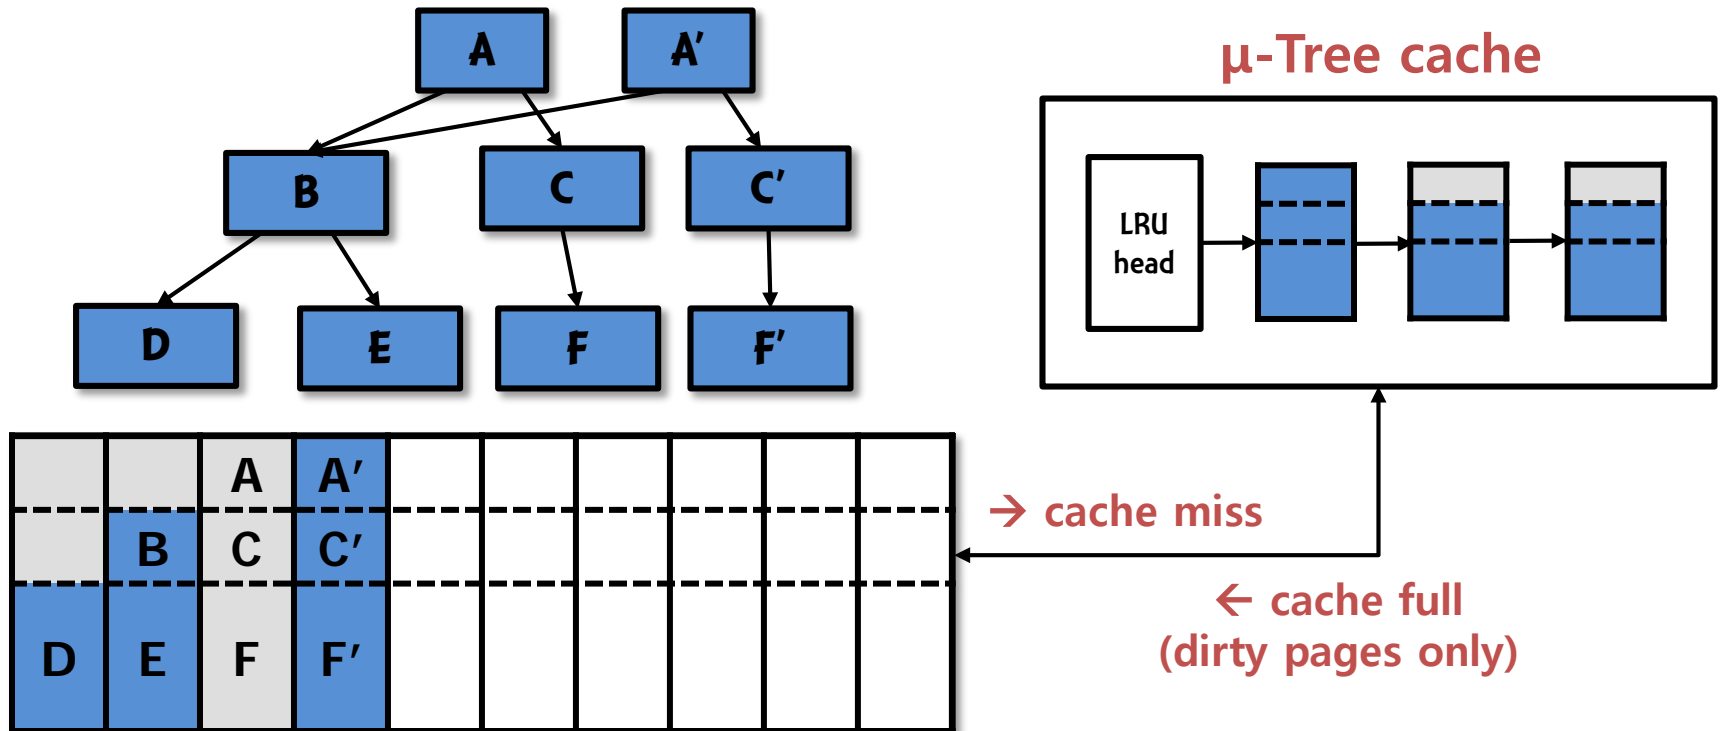 A A'
μ-Tree cache
B C C'
LRU
head
D E F F'
A A'
B C C'
D E F F'
→ cache miss
← cache full
(dirty pages only)